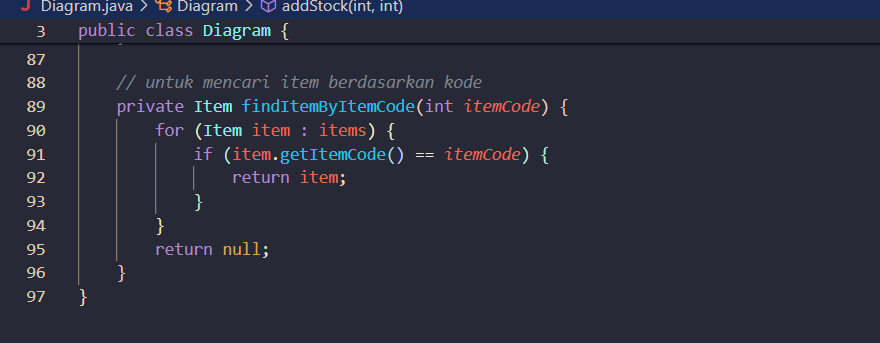 Diagram.java > Diagram > addStock(int, int)
3 public class Diagram {
87
88 // untuk mencari item berdasarkan kode
89 private Item findItemByItemCode(int itemCode) {
90 for (Item item : items) {
91 if (item.getItemCode() == itemCode) {
92 return item;
93 }
94 }
95 return null;
96 }
97 }